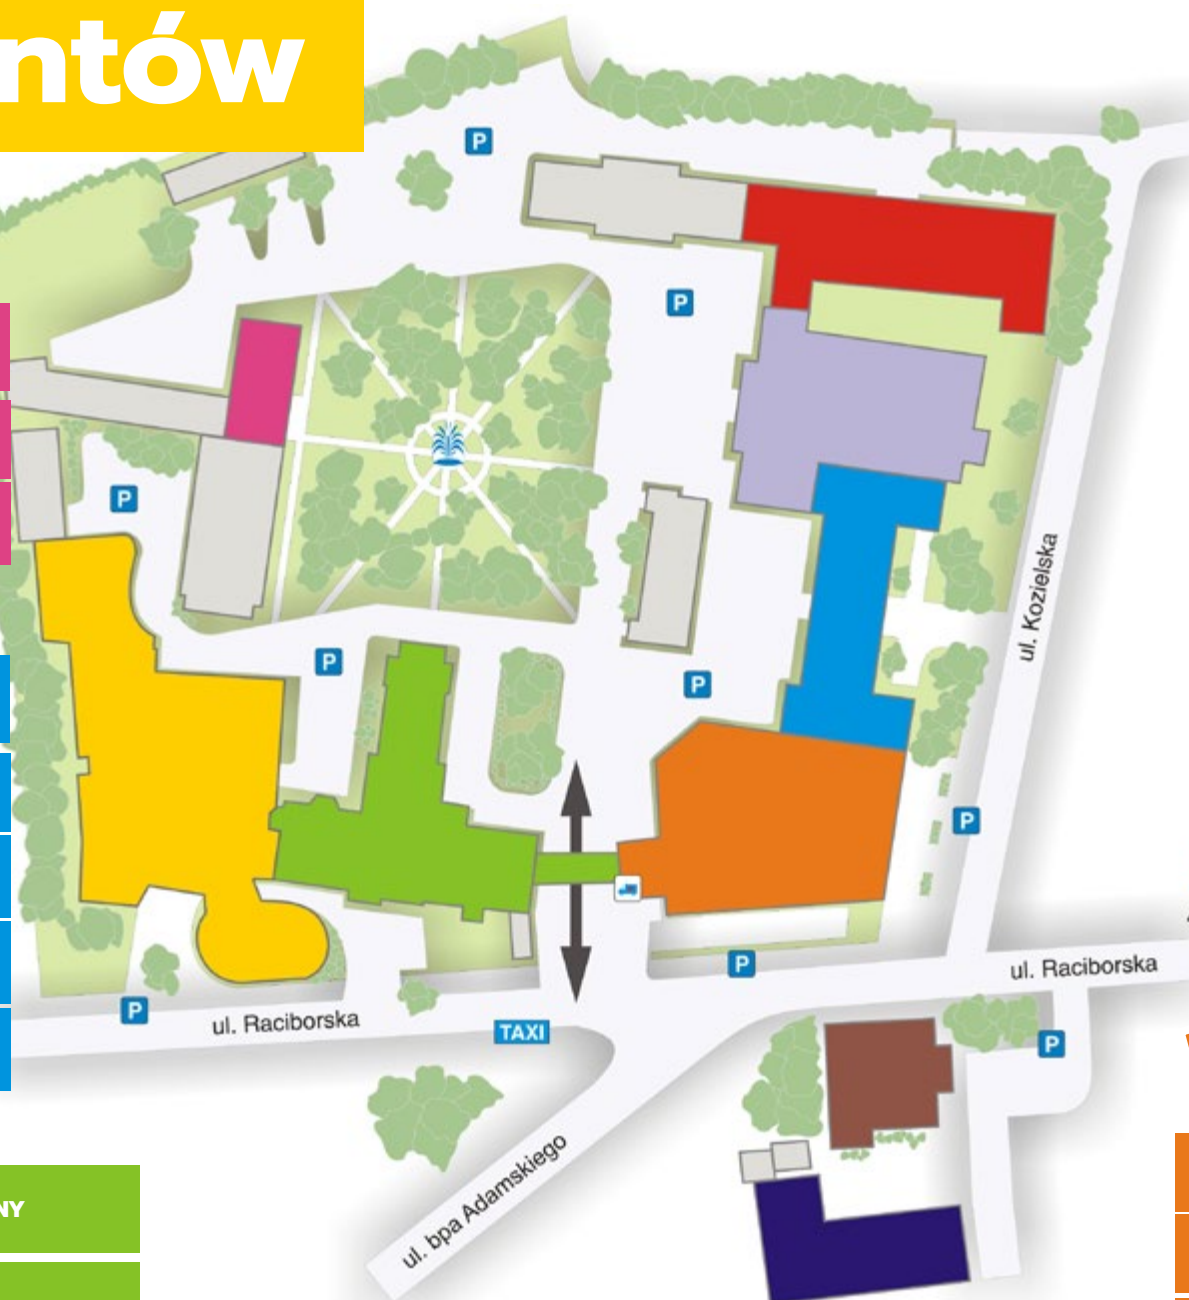 ntów
P
P
P
P
P
ul. Kozielska
P
P
ul. Raciborska
P
ul. Raciborska
TAXI
P
ul. bpa Adamskiego
NY